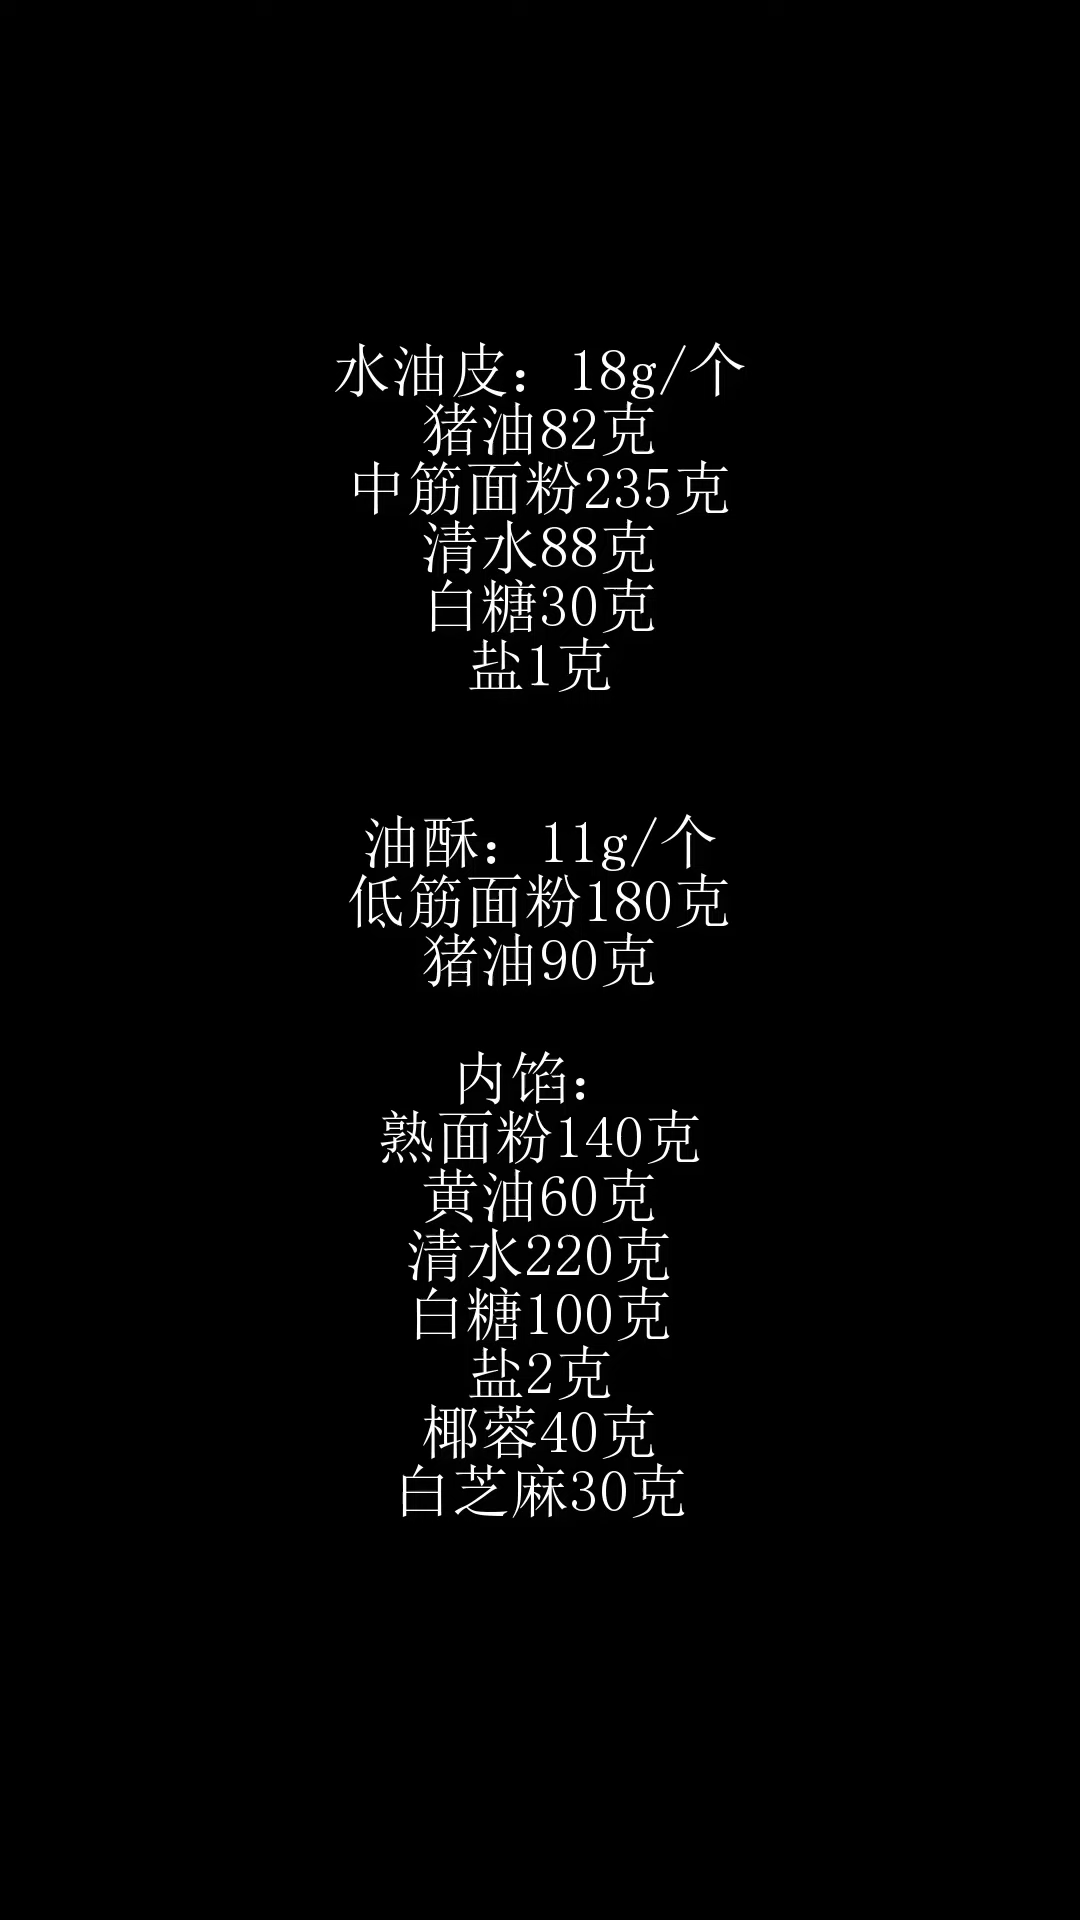 水油皮：18g/个
猪油82克
中筋面粉235克
清水88克
白糖30克
盐1克
油酥：11g/个
低筋面粉180克
猪油90克
内馅：
熟面粉140克
黄油60克
清水220克
白糖100克
盐2克
椰蓉40克
白芝麻30克